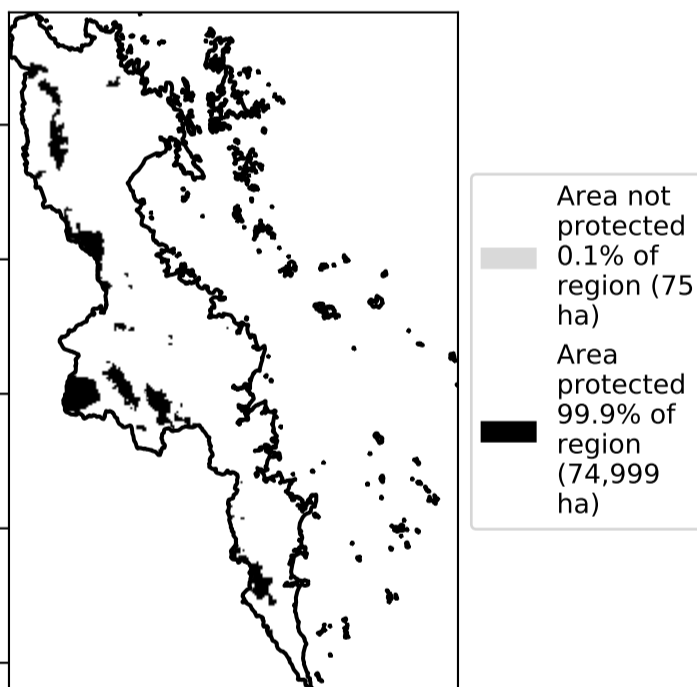 Area not
protected
0.1% of
region (75
ha)
Area
protected
99.9% of
region
(74,999
ha)